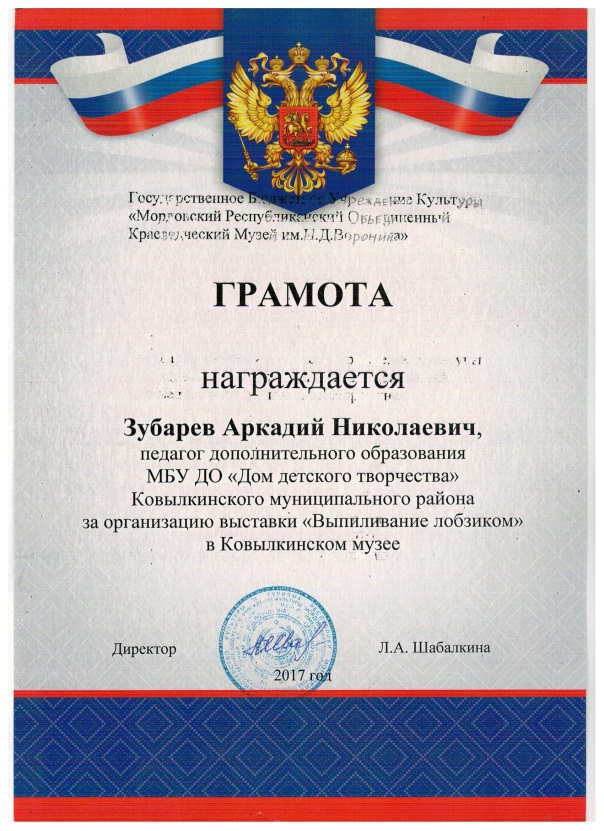 Государственное Бюджетное Учреждение Культуры
«Мордовский Республиканский Объединенный
Краеведческий Музей им.И.Д.Воронина»
ГРАМОТА
награждается
Зубарев Аркадий Николаевич,
педагог дополнительного образования
МБУ ДО «Дом детского творчества»
Ковылкинского муниципального района
за организацию выставки «Выпиливание лобзиком»
в Ковылкинском музее
Директор
Л.А. Шабалкина
2017 год